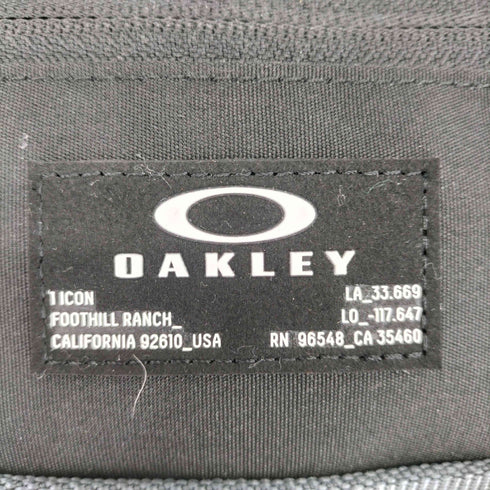 OAKLEY
1 ICON LA_33.669
FOOTHILL RANCH_ LO_-117.647
CALIFORNIA 92610_USA RN 96548_CA 35460